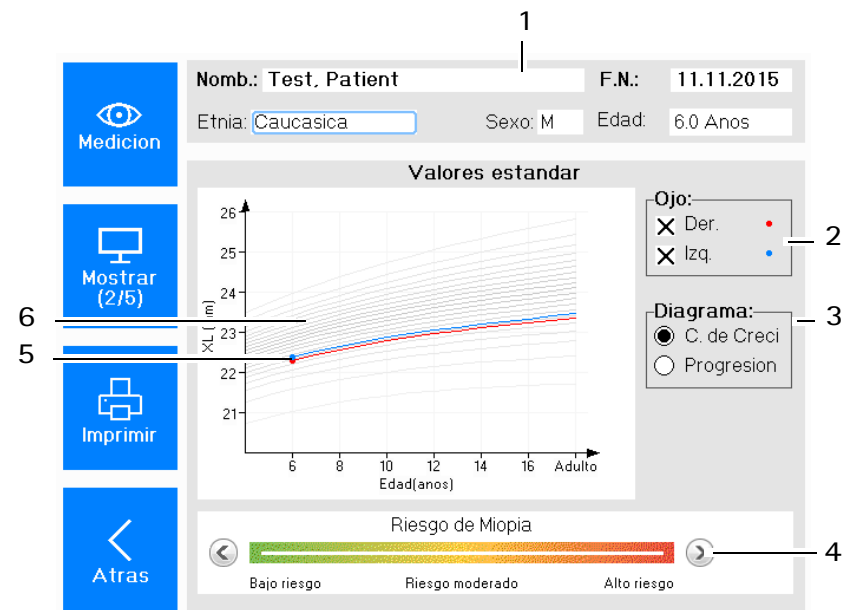 1
Nomb.: Test, Patient F.N.: 11.11.2015
Etnia: Caucasica Sexo: M Edad: 6.0 Anos
Medicion
Mostrar
(2/5)
Imprimir
Atras
Valores estandar
26
25
24
23
22
21
6 8 10 12 14 16 Adulto
Edad(anos)
Ojo:
Der.
Izq.
2
Diagrama:
C. de Creci
Progresion
3
6
5
Riesgo de Miopia
4
Bajo riesgo Riesgo moderado Alto riesgo